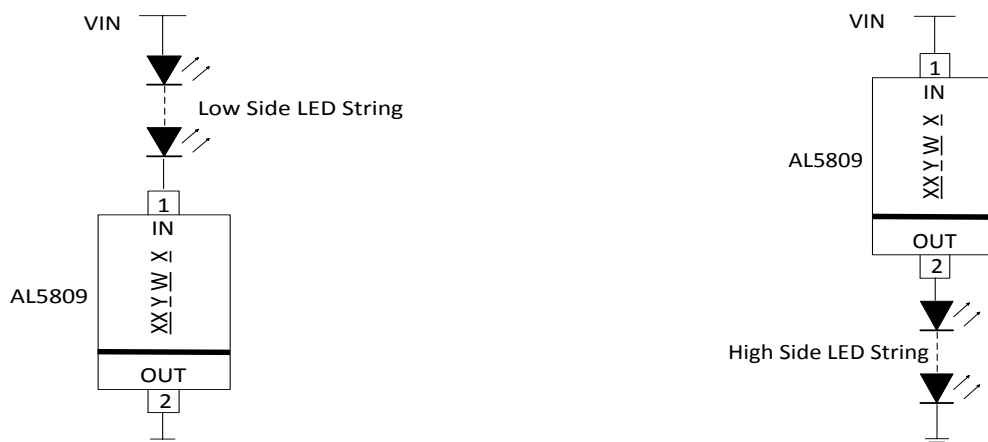 VIN
Low Side LED String
1
IN
XX Y W X
AL5809
OUT
2
VIN
1
IN
XX Y W X
AL5809
OUT
2
High Side LED String